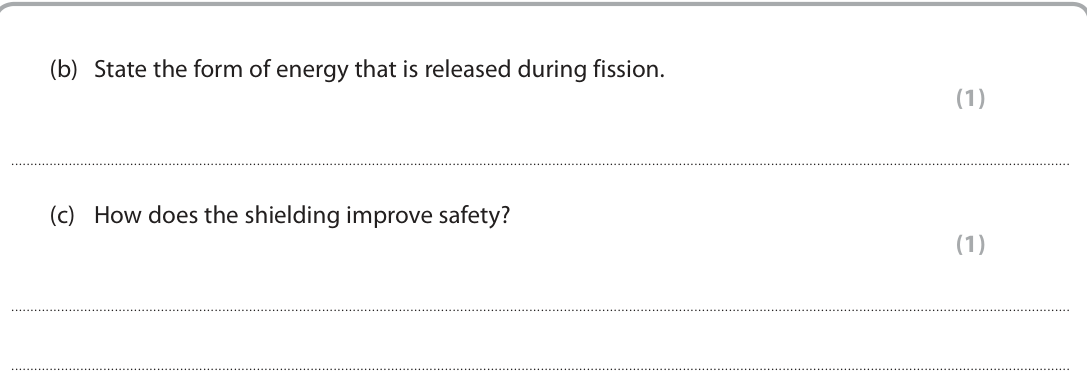 (b) State the form of energy that is released during fission.
(1)
(c) How does the shielding improve safety?
(1)